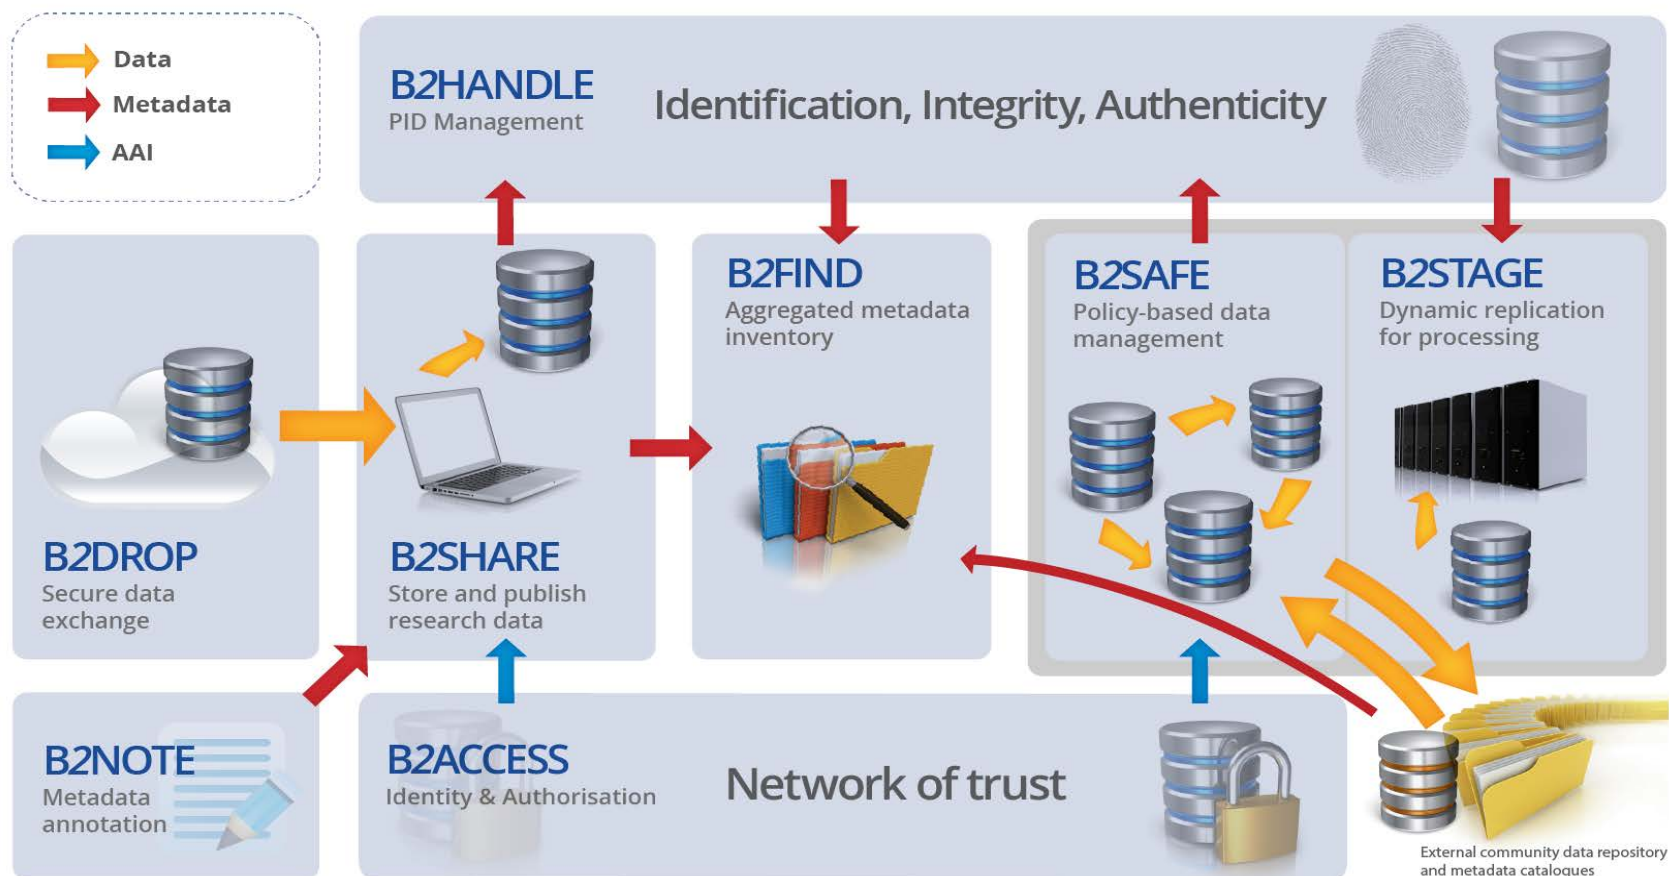 Data
Metadata
AAI
B2HANDLE
PID Management
Identification, Integrity, Authenticity
B2DROP
Secure data
exchange
B2SHARE
Store and publish
research data
B2FIND
Aggregated metadata
inventory
B2SAFE
Policy-based data
management
B2STAGE
Dynamic replication
for processing
B2NOTE
Metadata
annotation
B2ACCESS
Identity & Authorisation
Network of trust
External community data repository
and metadata catalogues